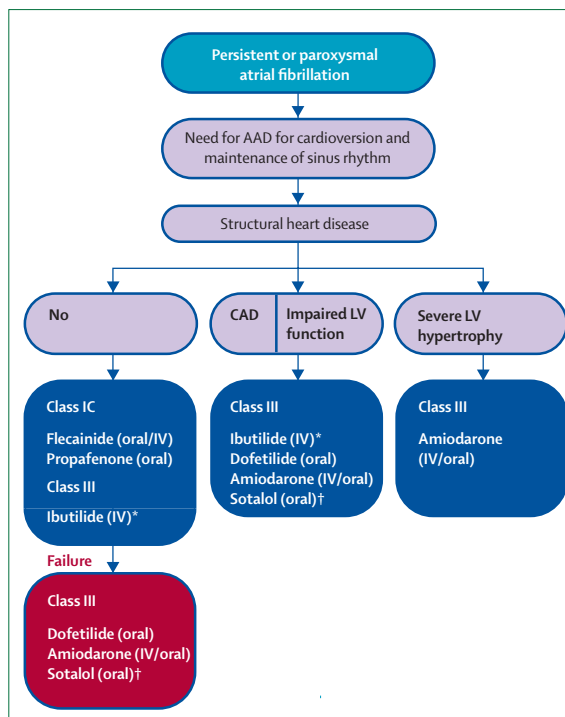 Persistent or paroxysmal
atrial fibrillation
Need for AAD for cardioversion and
maintenance of sinus rhythm
Structural heart disease
No
CAD
Impaired LV
function
Severe LV
hypertrophy
Class IC
Flecainide (oral/IV)
Propafenone (oral)
Class III
Ibutilide (IV)*
Class III
Ibutilide (IV)*
Dofetilide (oral)
Amiodarone (IV/oral)
Sotalol (oral)†
Class III
Amiodarone
(IV/oral)
Failure
Class III
Dofetilide (oral)
Amiodarone (IV/oral)
Sotalol (oral)†